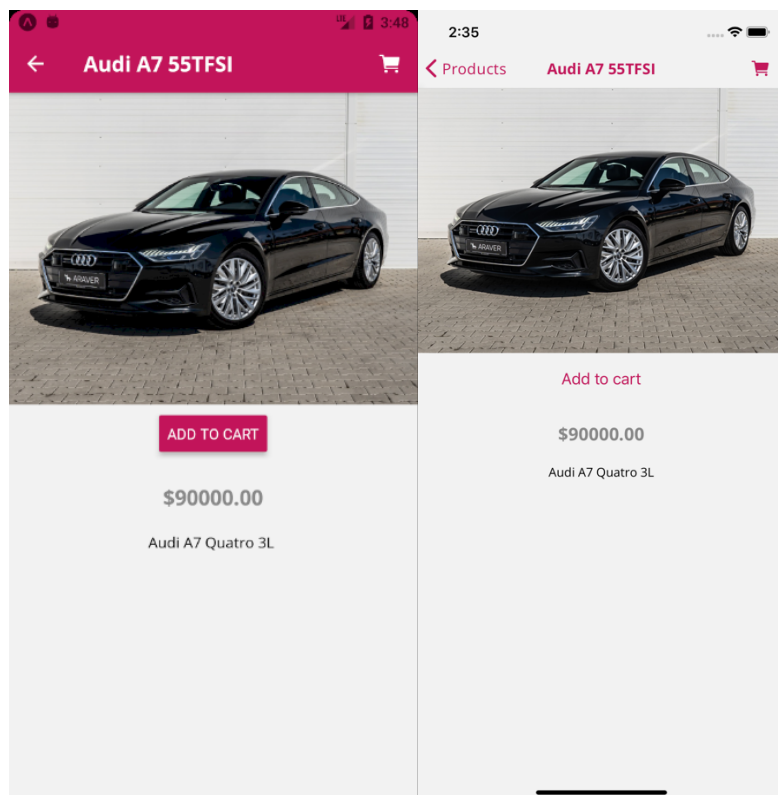 LTE 3:48
Audi A7 55TFSI
ARAVER
ADD TO CART
$90000.00
Audi A7 Quatro 3L
2:35
Products Audi A7 55TFSI
ARAVER
Add to cart
$90000.00
Audi A7 Quatro 3L